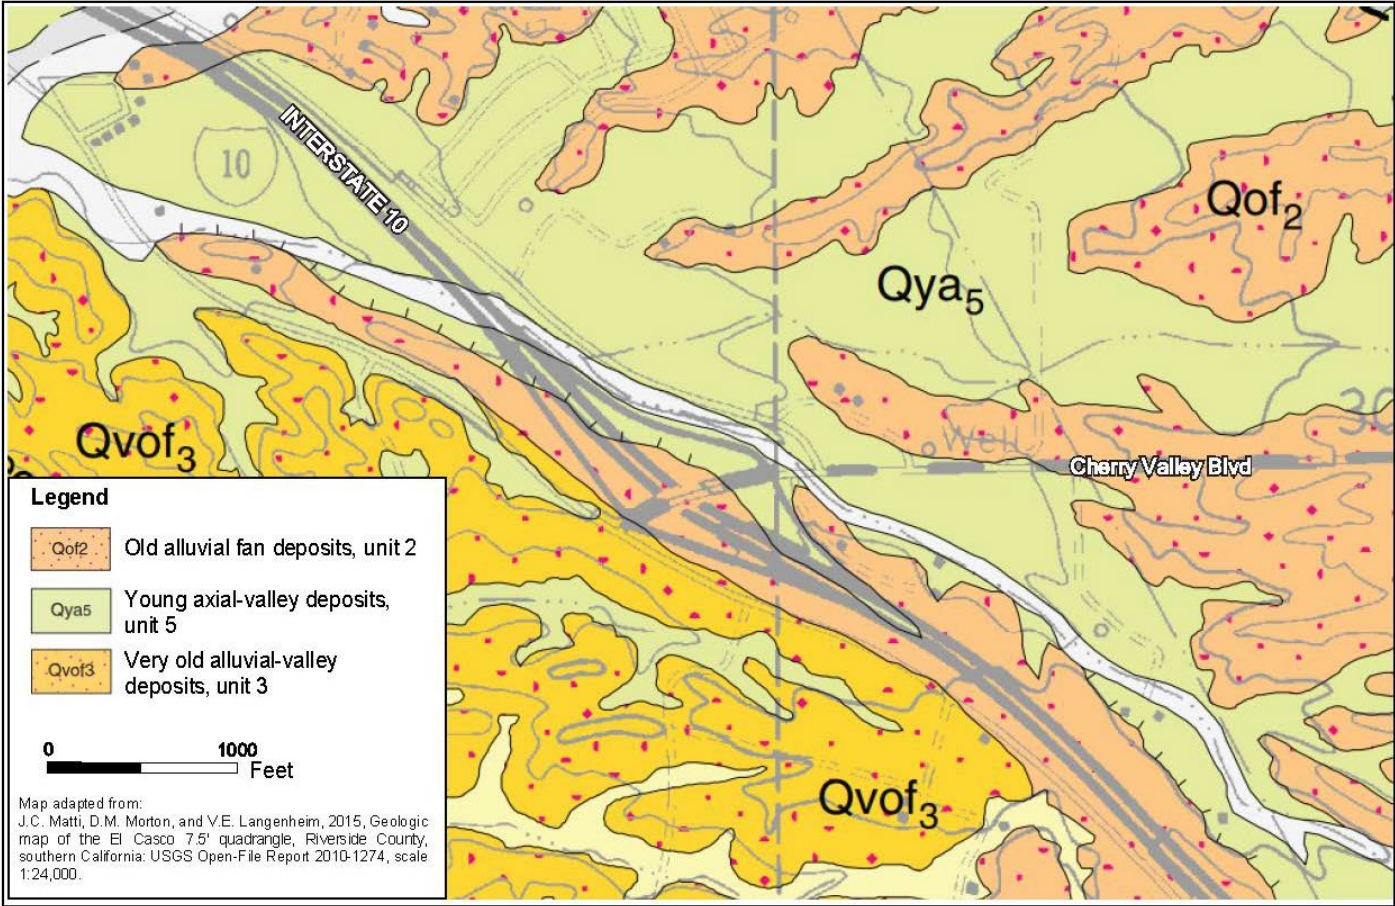 10
INTERSTATE 10
Qof2
Qya5
Qvof3
30
Well
Cherry Valley Blvd
Legend
Qof2 Old alluvial fan deposits, unit 2
Qya5 Young axial-valley deposits,
unit 5
Qvof3 Very old alluvial-valley
deposits, unit 3
0 1000
Feet
Map adapted from:
J.C. Matti, D.M. Morton, and V.E. Langenheim, 2015, Geologic
map of the El Casco 7.5' quadrangle, Riverside County,
southern California: USGS Open-File Report 2010-1274, scale
1:24,000.
Qvof3